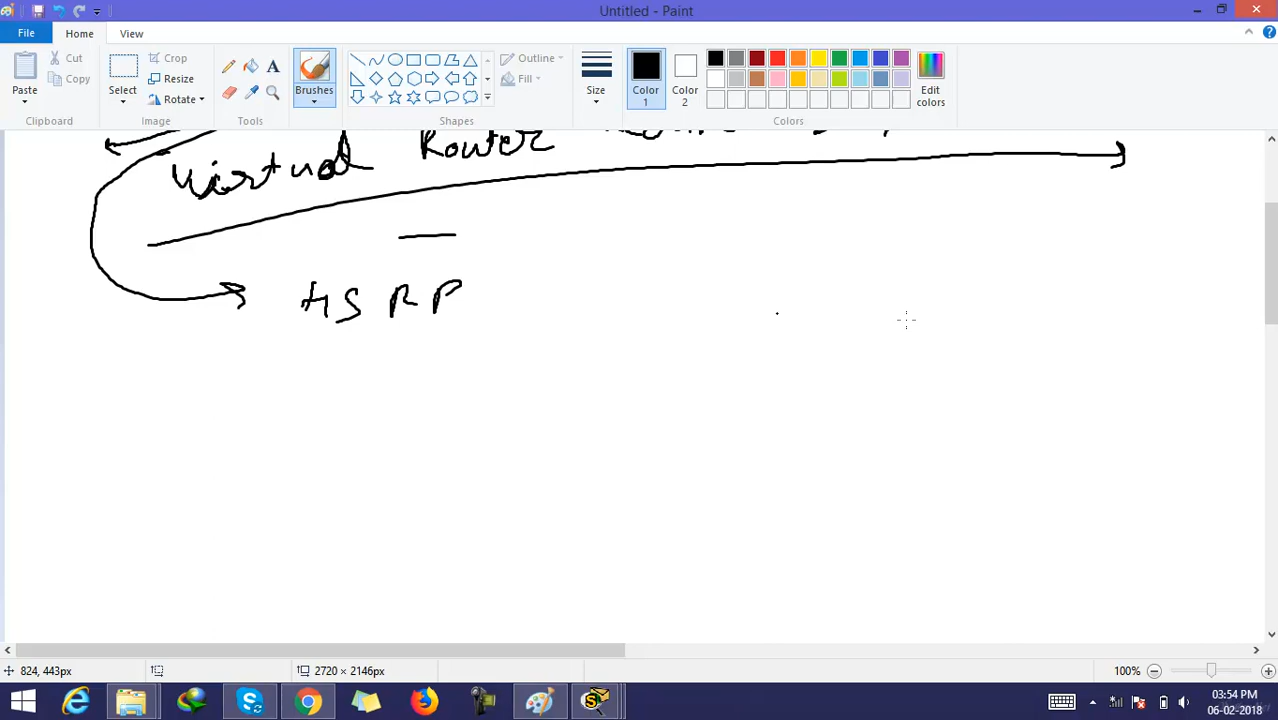 Untitled - Paint
File Home View
Paste Cut Copy Select Crop Resize Rotate Brushes Outline Fill Size Color 1 Color 2 Edit colors
Clipboard Image Tools Shapes Colors
Virtual Router
HSRP
824, 443px 2720 × 2146px 100%
03:54 PM
06-02-2018